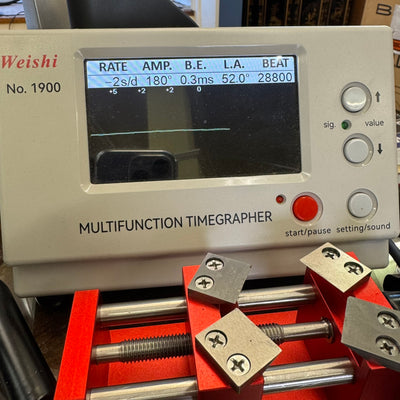 Weishi
No. 1900
RATE AMP. B.E. L.A. BEAT
-2s/d 180° 0.3ms 52.0° 28800
+5 +2 +2 0
sig. value
MULTIFUNCTION TIMEGRAPHER
start/pause setting/sound